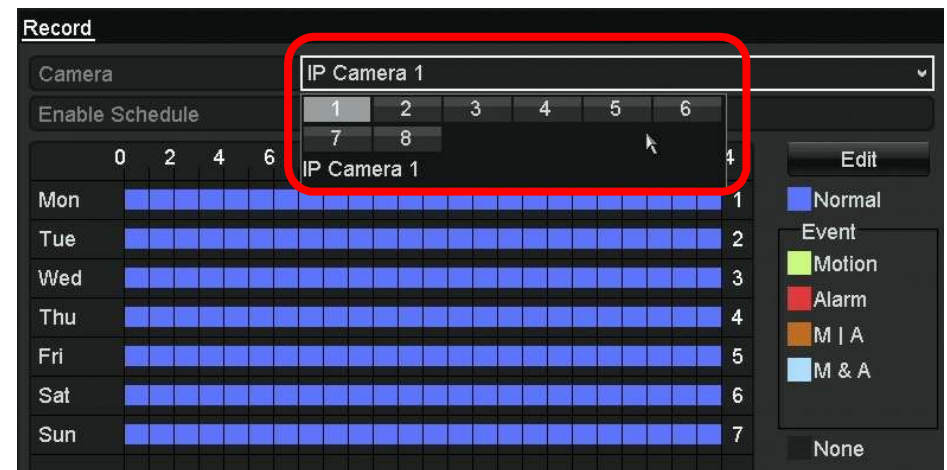 Record
Camera IP Camera 1
Enable Schedule 1 2 3 4 5 6
7 8
IP Camera 1
0 2 4 6 4 Edit
Mon 1 Normal
Tue 2 Event
Wed 3 Motion
Thu 4 Alarm
Fri 5 M | A
Sat 6 M & A
Sun 7 None